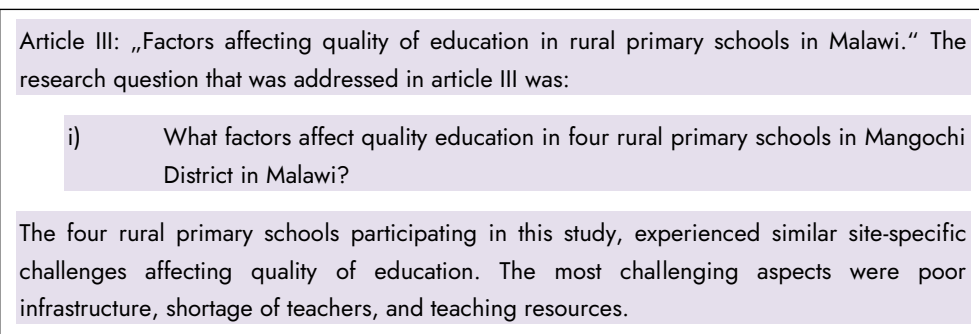 Article III: „Factors affecting quality of education in rural primary schools in Malawi.“ The
research question that was addressed in article III was:
i) What factors affect quality education in four rural primary schools in Mangochi
District in Malawi?
The four rural primary schools participating in this study, experienced similar site-specific
challenges affecting quality of education. The most challenging aspects were poor
infrastructure, shortage of teachers, and teaching resources.